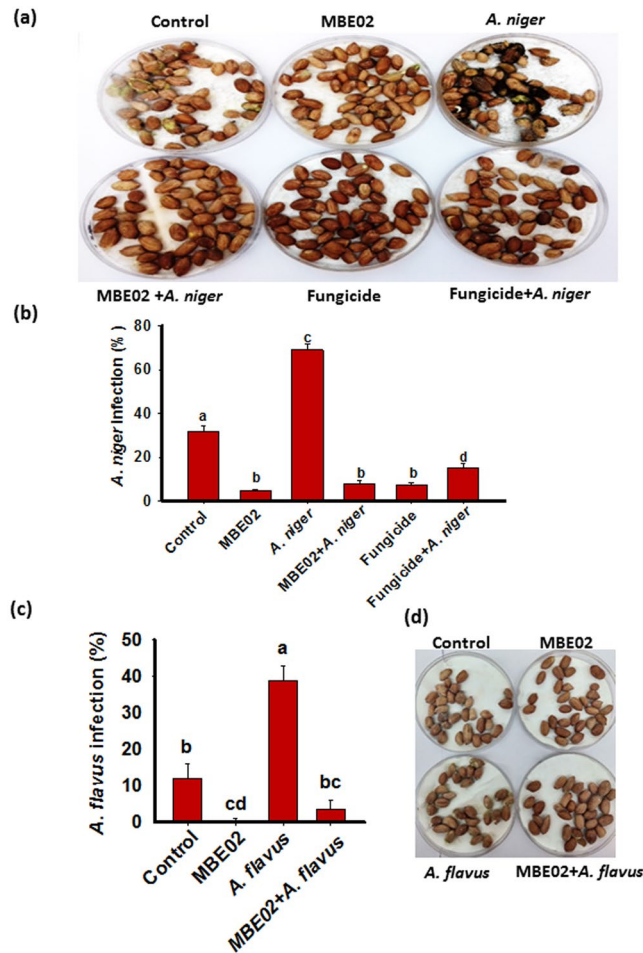 (a)
Control MBE02 A. niger
MBE02 +A. niger Fungicide Fungicide+A. niger
(b)
A. niger infection (% )
80
60
40
20
0
a b c b b d
Control MBE02 A. niger MBE02+A. niger Fungicide Fungicide+A. niger
(c)
A. flavus infection (%)
50
40
30
20
10
0
b cd a bc
Control MBE02 A. flavus MBE02+A. flavus
(d)
Control MBE02
A. flavus MBE02+A. flavus